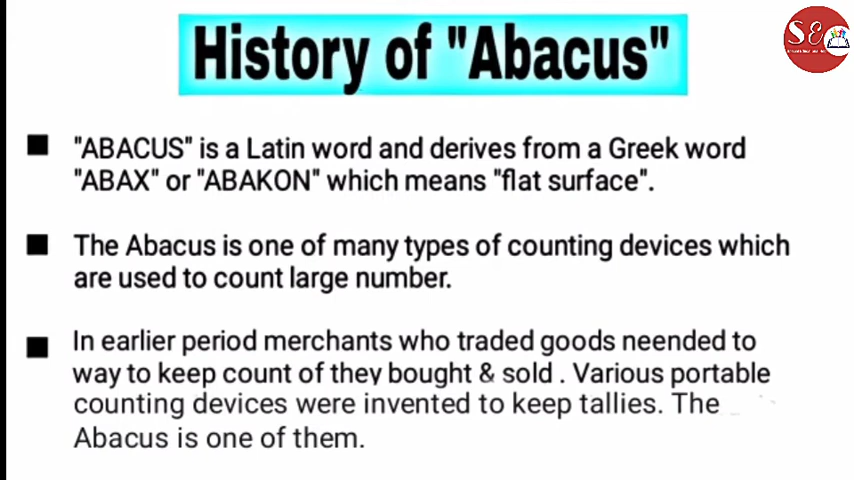 History of "Abacus"
"ABACUS" is a Latin word and derives from a Greek word
"ABAX" or "ABAKON" which means "flat surface".
The Abacus is one of many types of counting devices which
are used to count large number.
In earlier period merchants who traded goods neended to
way to keep count of they bought & sold . Various portable
counting devices were invented to keep tallies. The
Abacus is one of them.
SEC